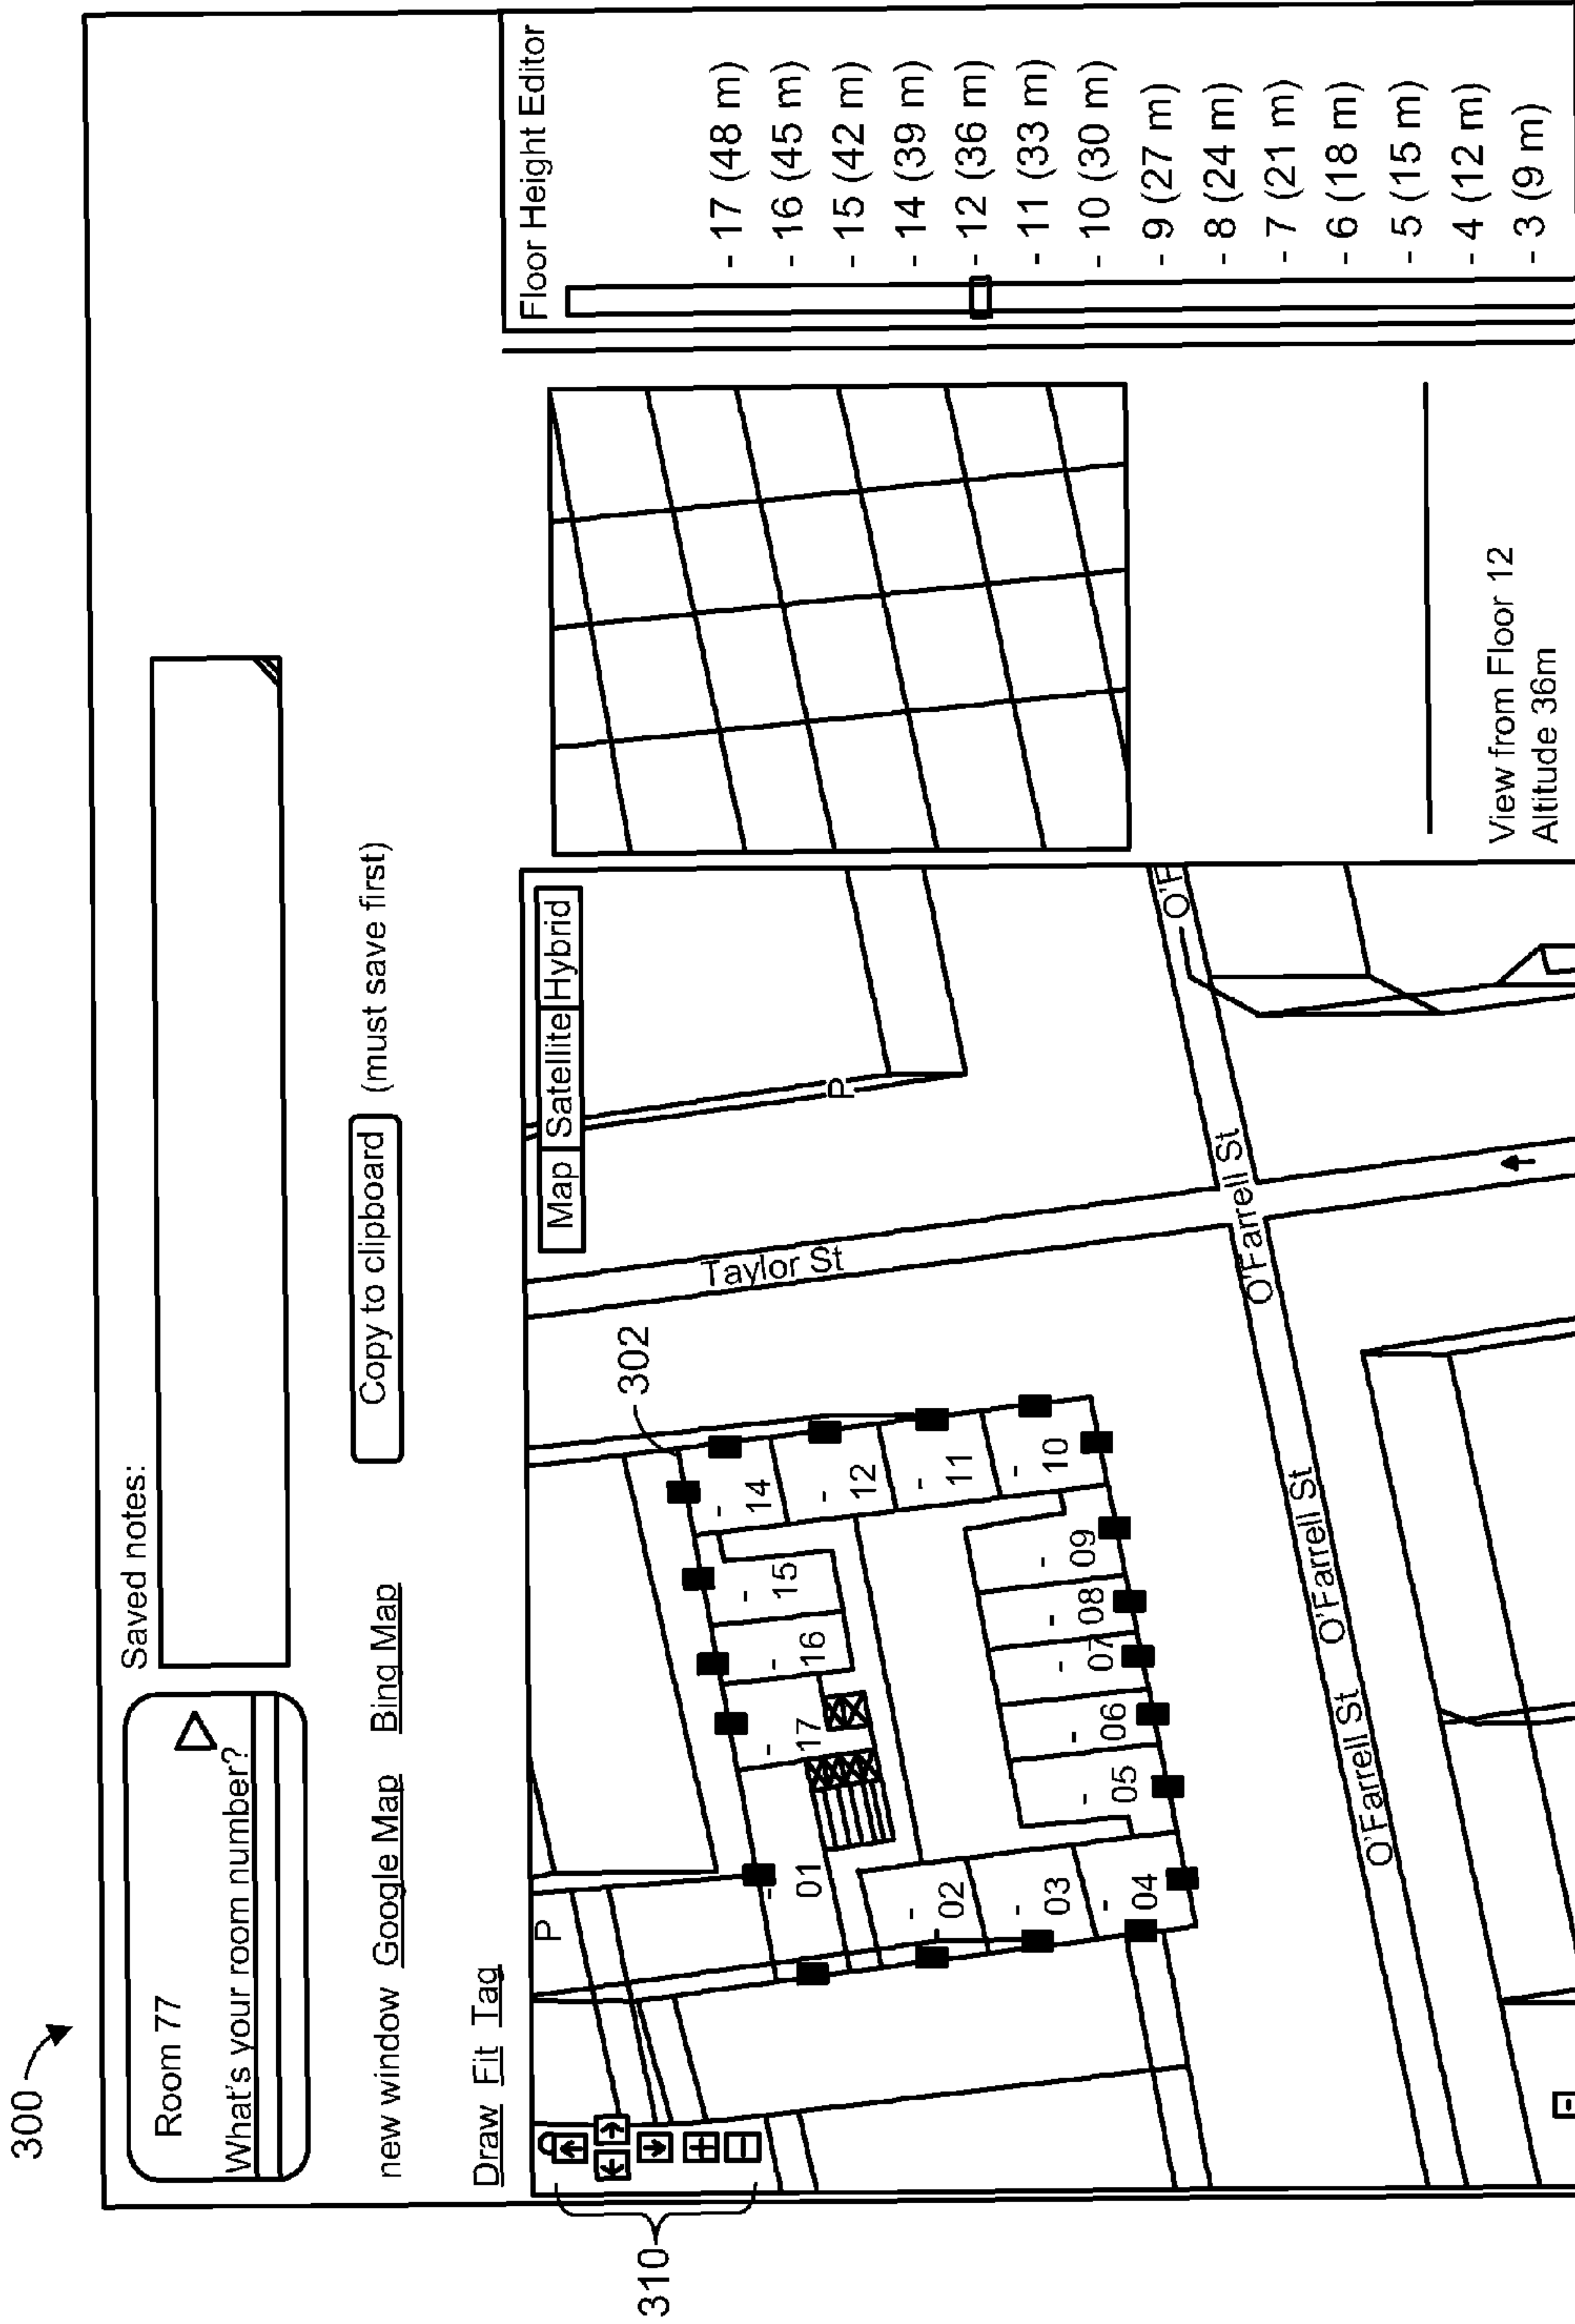 300
Room 77
What's your room number?
Saved notes:
new window Google Map Bing Map
Copy to clipboard (must save first)
Draw Fit Tag
310
Map Satellite Hybrid
P
P
302
Taylor St
01
17
16
15
14
12
11
10
02
03
04
05
06
07
08
09
O'Farrell St
O'Farrell St
O'Farrell St
O'Farrell St
O'F
View from Floor 12
Altitude 36m
Floor Height Editor
- 17 (48 m)
- 16 (45 m)
- 15 (42 m)
- 14 (39 m)
- 12 (36 m)
- 11 (33 m)
- 10 (30 m)
- 9 (27 m)
- 8 (24 m)
- 7 (21 m)
- 6 (18 m)
- 5 (15 m)
- 4 (12 m)
- 3 (9 m)